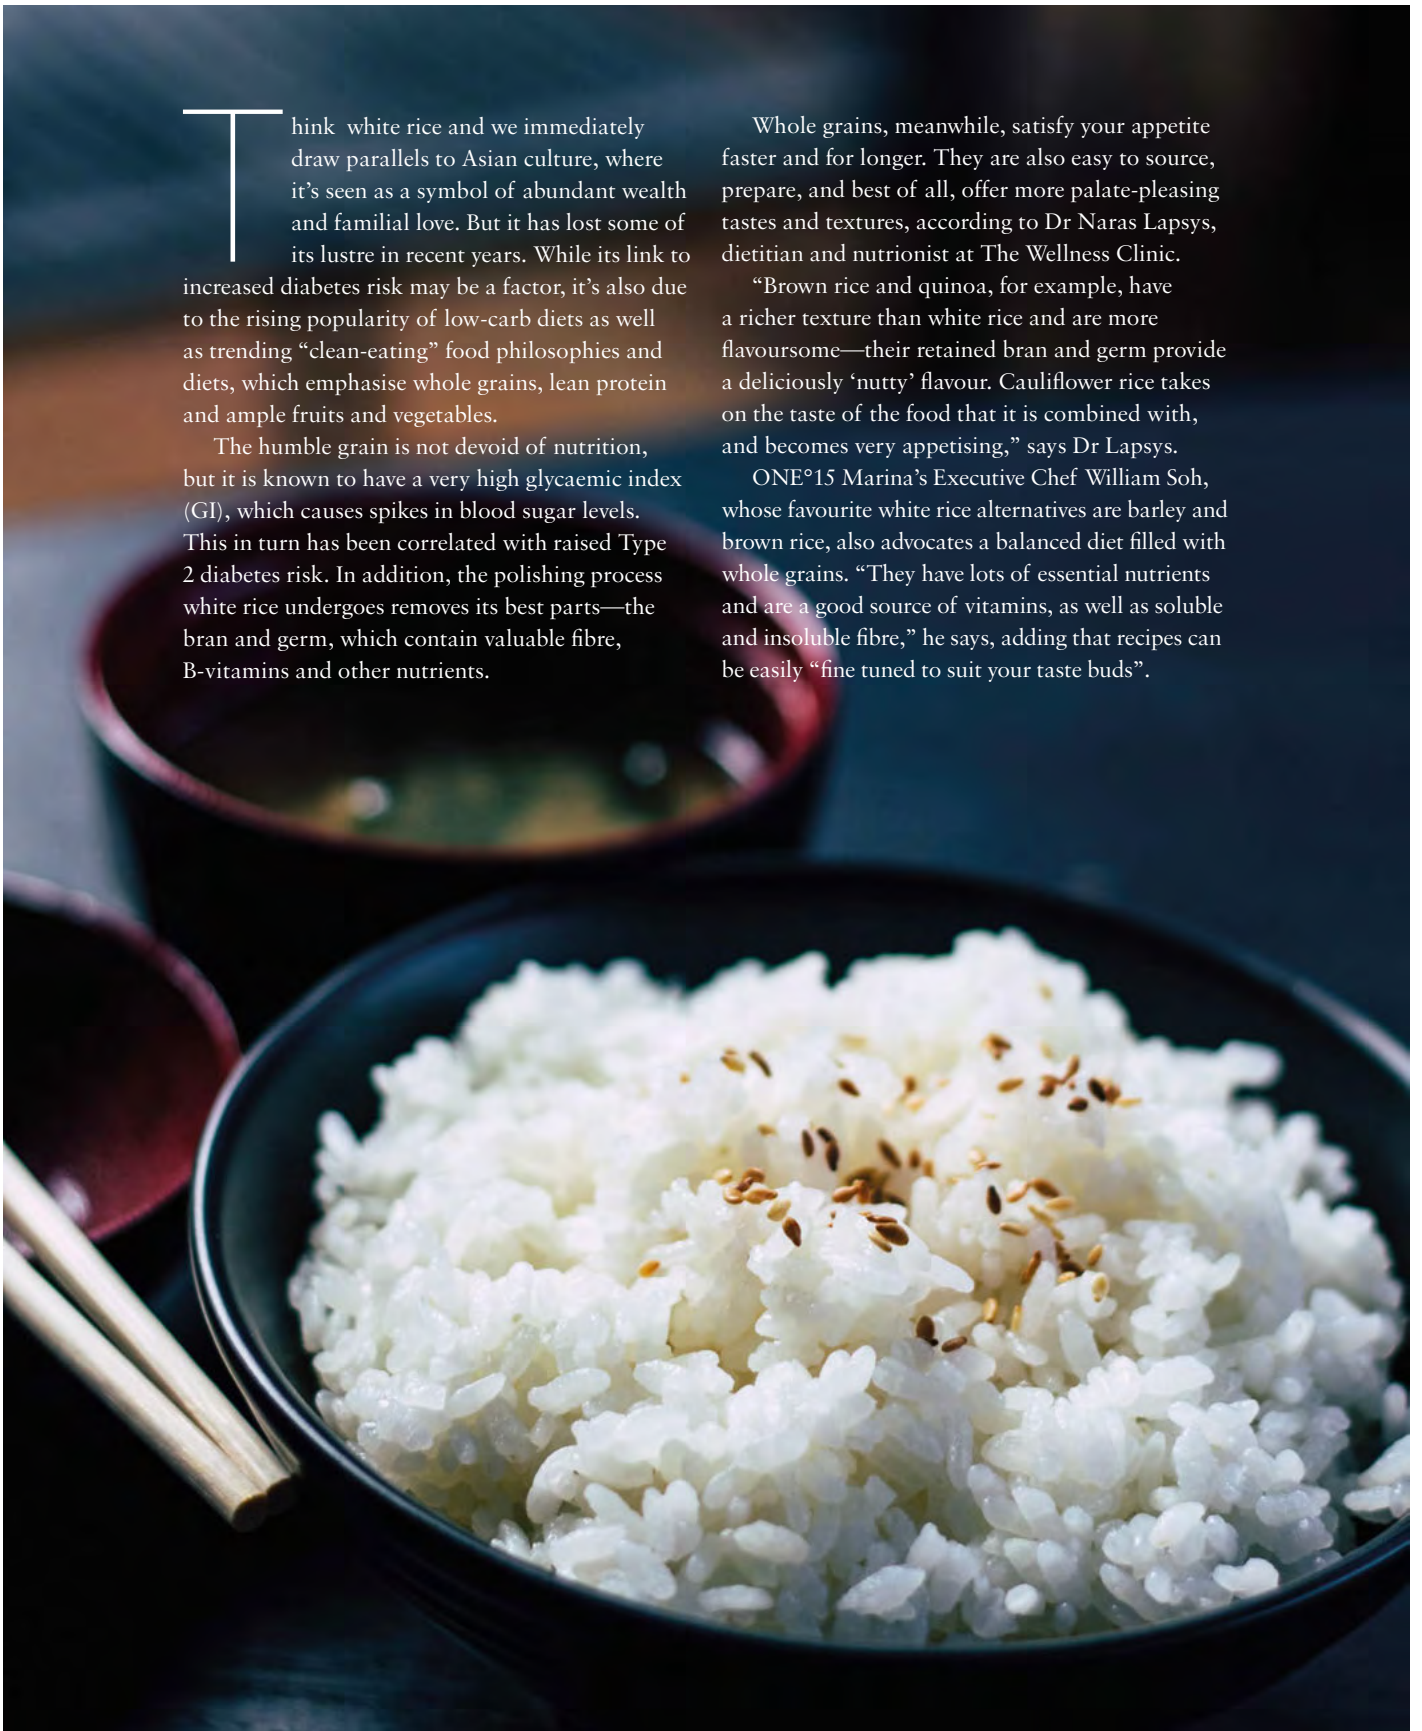 Think white rice and we immediately
draw parallels to Asian culture, where
it’s seen as a symbol of abundant wealth
and familial love. But it has lost some of
its lustre in recent years. While its link to
increased diabetes risk may be a factor, it’s also due
to the rising popularity of low-carb diets as well
as trending “clean-eating” food philosophies and
diets, which emphasise whole grains, lean protein
and ample fruits and vegetables.
The humble grain is not devoid of nutrition,
but it is known to have a very high glycaemic index
(GI), which causes spikes in blood sugar levels.
This in turn has been correlated with raised Type
2 diabetes risk. In addition, the polishing process
white rice undergoes removes its best parts—the
bran and germ, which contain valuable fibre,
B-vitamins and other nutrients.
Whole grains, meanwhile, satisfy your appetite
faster and for longer. They are also easy to source,
prepare, and best of all, offer more palate-pleasing
tastes and textures, according to Dr Naras Lapsys,
dietitian and nutrionist at The Wellness Clinic.
“Brown rice and quinoa, for example, have
a richer texture than white rice and are more
flavoursome—their retained bran and germ provide
a deliciously ‘nutty’ flavour. Cauliflower rice takes
on the taste of the food that it is combined with,
and becomes very appetising,” says Dr Lapsys.
ONE°15 Marina’s Executive Chef William Soh,
whose favourite white rice alternatives are barley and
brown rice, also advocates a balanced diet filled with
whole grains. “They have lots of essential nutrients
and are a good source of vitamins, as well as soluble
and insoluble fibre,” he says, adding that recipes can
be easily “fine tuned to suit your taste buds”.